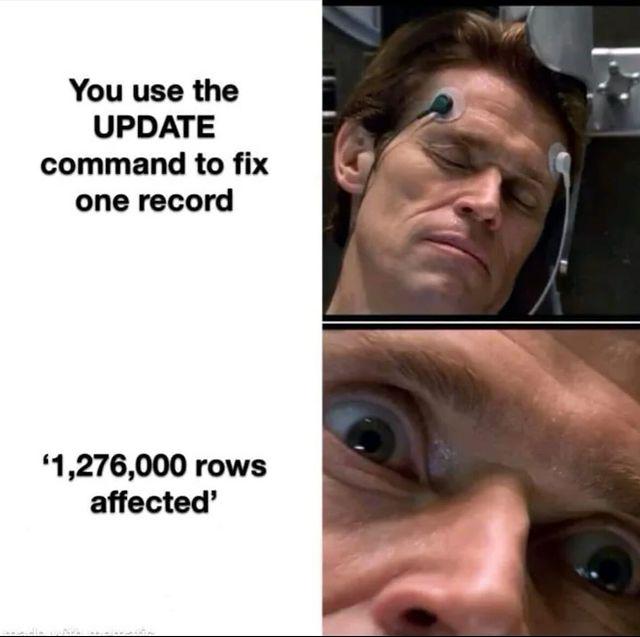 You use the
UPDATE
command to fix
one record
‘1,276,000 rows
affected’